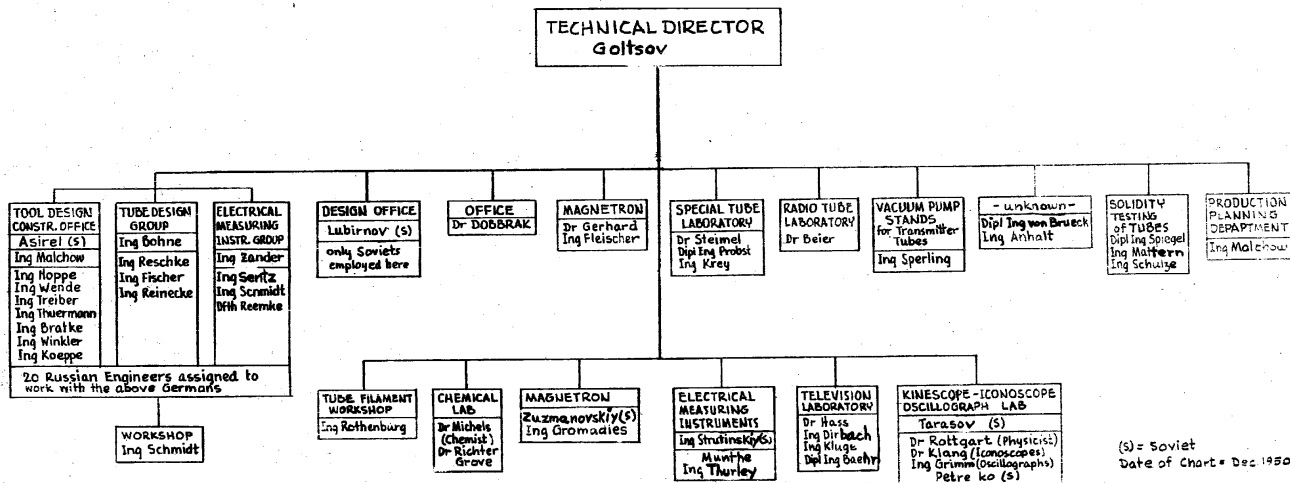 TECHNICAL DIRECTOR
Goltsov
TOOL DESIGN
CONSTR. OFFICE
Asirel (S)
Ing Malchow
Ing Hoppe
Ing Wende
Ing Treiber
Ing Thuermann
Ing Bratke
Ing Winkler
Ing Koeppe
TUBE DESIGN
GROUP
Ing Bohne
Ing Reschke
Ing Fischer
Ing Reinecke
ELECTRICAL
MEASURING
INSTR. GROUP
Ing Zander
Ing Seritz
Ing Schmidt
Dfth Reemke
20 Russian Engineers assigned to
work with the above Germans
WORKSHOP
Ing Schmidt
DESIGN OFFICE
Lubirnov (S)
only Soviets
employed here
OFFICE
Dr DOBBRAK
MAGNETRON
Dr Gerhard
Ing Fleischer
SPECIAL TUBE
LABORATORY
Dr Steimel
Dipl Ing Probst
Ing Krey
RADIO TUBE
LABORATORY
Dr Beier
VACUUM PUMP
STANDS
for Transmitter
Tubes
Ing Sperling
- unknown -
Dipl Ing von Brueck
Ing Anhalt
SOLIDITY
TESTING
OF TUBES
Dipl Ing Spiegel
Ing Mattern
Ing Schulze
PRODUCTION
PLANNING
DEPAPTMENT
Ing Malchow
TUBE FILAMENT
WORKSHOP
Ing Rothenburg
CHEMICAL
LAB
Dr Michels
(Chemist)
Dr Richter
Grove
MAGNETRON
Zuzmanovskiy (S)
Ing Gromadies
ELECTRICAL
MEASURING
INSTRUMENTS
Ing Strutinskiy (S)
Munthe
Ing Thurley
TELEVISION
LABORATORY
Dr Hass
Ing Dirbach
Ing Kluge
Dipl Ing Baehr
KINESCOPE-ICONOSCOPE
OSCILLOGRAPH LAB
Tarasov (S)
Dr Rottgart (Physicist)
Dr Klang (Iconoscopes)
Ing Grimm (Oscillographs)
Petre ko (S)
(S) = Soviet
Date of Chart = Dec 1950